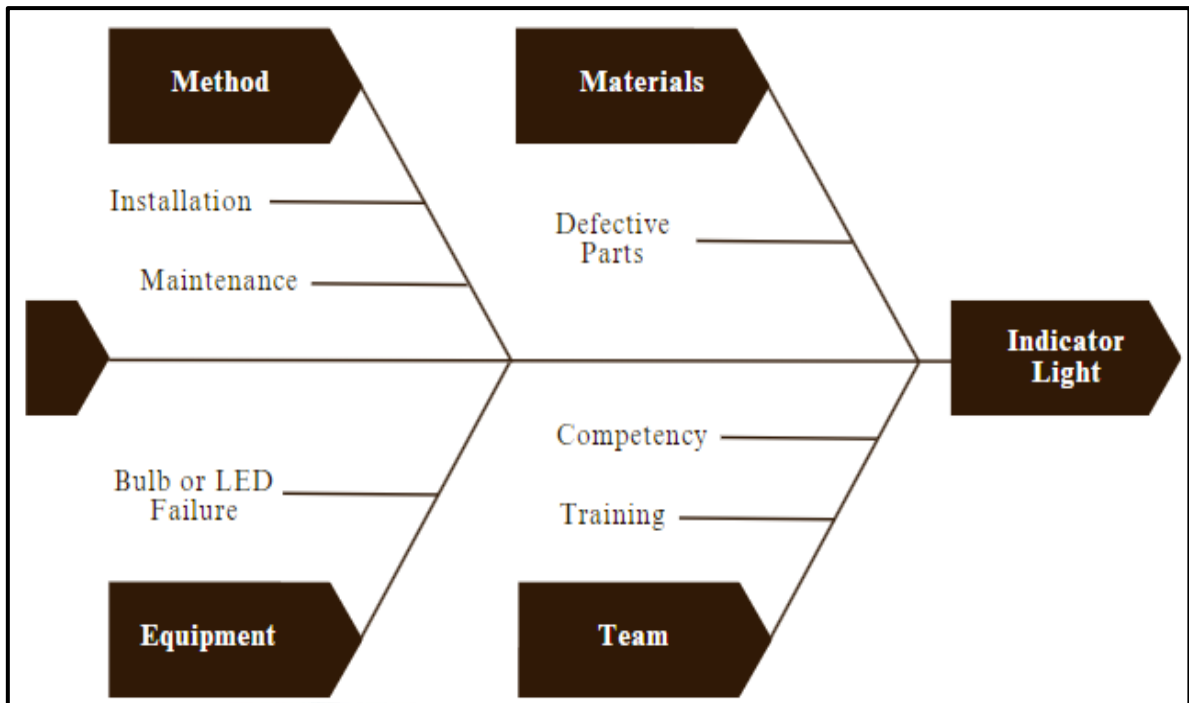 Method
Materials
Installation
Maintenance
Defective
Parts
Indicator
Light
Bulb or LED
Failure
Competency
Training
Equipment
Team